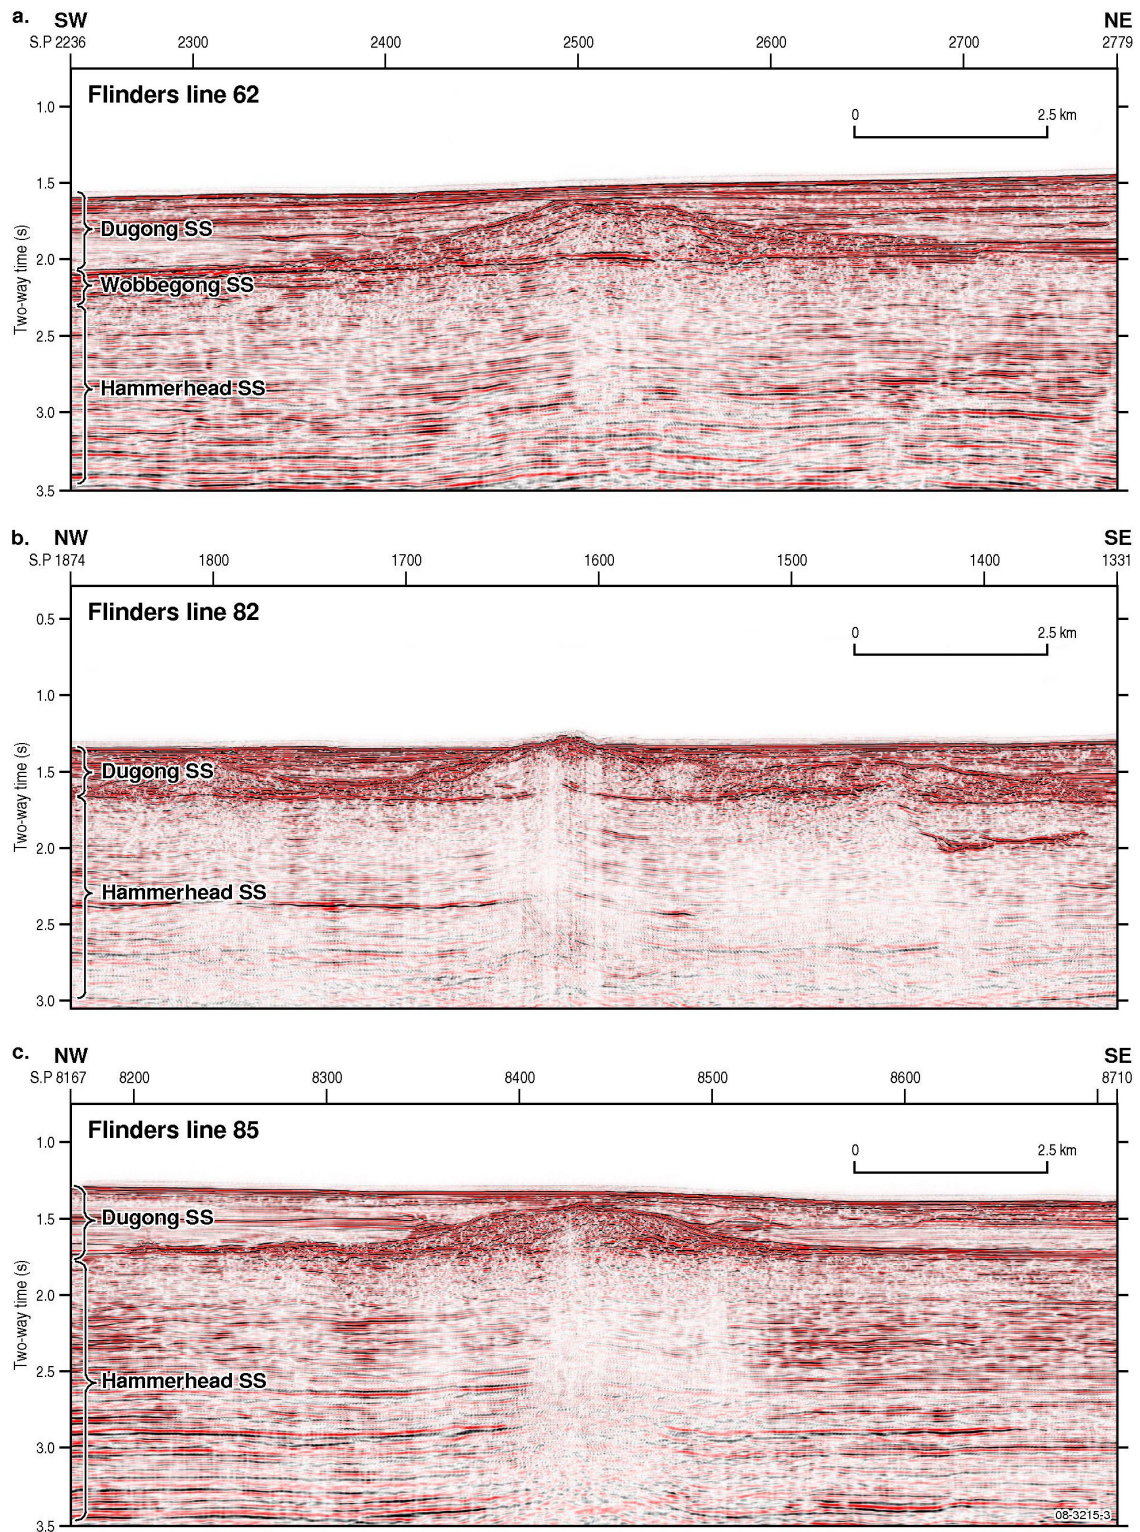 a. SW NE
S.P 2236 2300 2400 2500 2600 2700 2779
Flinders line 62
0 2.5 km
1.0
1.5
2.0
2.5
3.0
3.5
Two-way time (s)
Dugong SS
Wobbegong SS
Hammerhead SS
b. NW SE
S.P 1874 1800 1700 1600 1500 1400 1331
Flinders line 82
0 2.5 km
0.5
1.0
1.5
2.0
2.5
3.0
Two-way time (s)
Dugong SS
Hammerhead SS
c. NW SE
S.P 8167 8200 8300 8400 8500 8600 8710
Flinders line 85
0 2.5 km
1.0
1.5
2.0
2.5
3.0
3.5
Two-way time (s)
Dugong SS
Hammerhead SS
08-3215-3